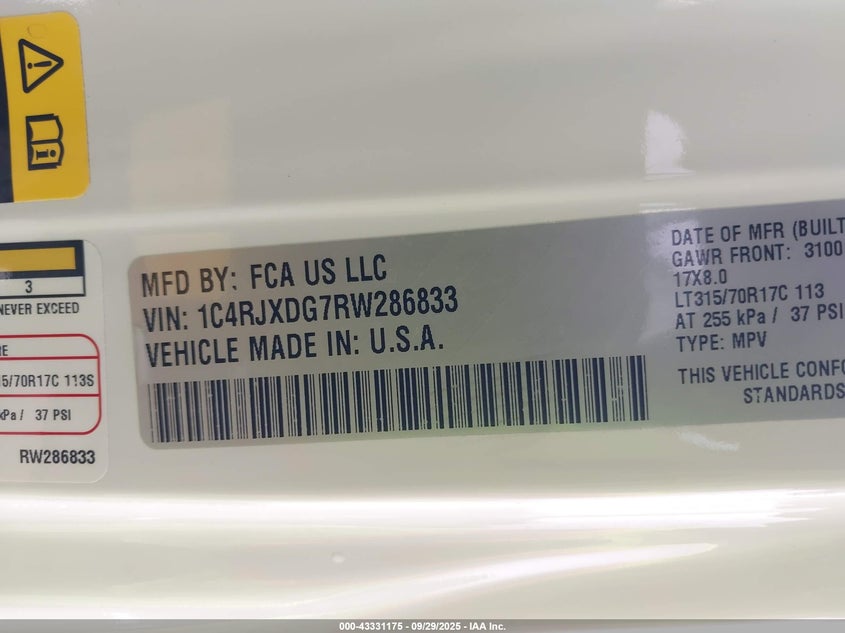 3
NEVER EXCEED
RE
15/70R17C 113S
kPa / 37 PSI
RW286833
MFD BY: FCA US LLC
VIN: 1C4RJXDG7RW286833
VEHICLE MADE IN: U.S.A.
DATE OF MFR (BUILT
GAWR FRONT: 3100
17X8.0
LT315/70R17C 113
AT 255 kPa / 37 PSI
TYPE: MPV
THIS VEHICLE CONFO
STANDARDS
000-43331175 - 09/29/2025 - IAA Inc.